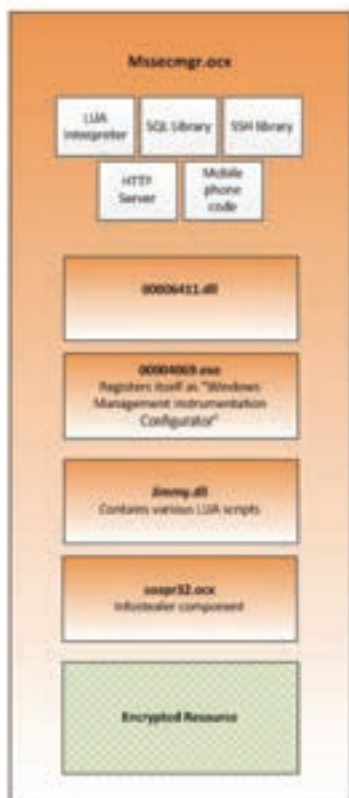 Mssecmgr.ocx
LUA
Interpreter
SQL Library
SSH library
HTTP
Server
Mobile
phone
code
00006411.dll
00004069.exe
Registers itself as "Windows
Management Instrumentation
Configurator"
Jimmy.dll
Contains various LUA scripts
soapr32.ocx
Infostealer component
Encrypted Resource